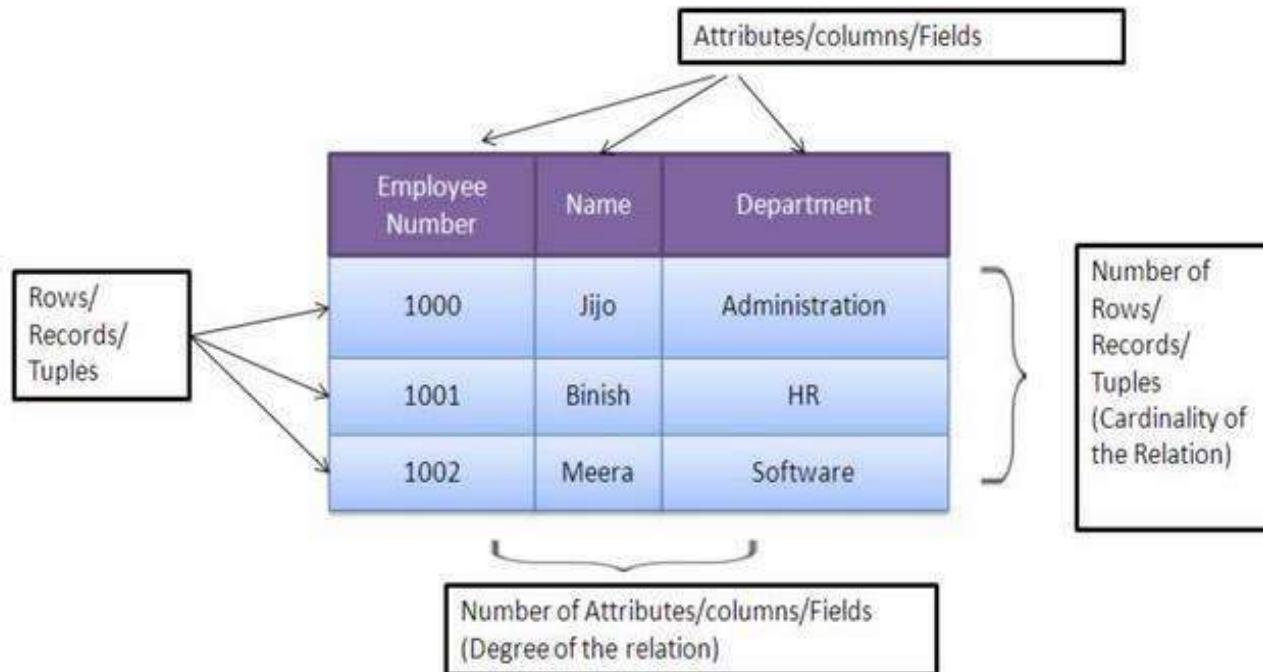 Attributes/columns/Fields
Employee
Number
Name
Department
Rows/
Records/
Tuples
1000
Jijo
Administration
1001
Binish
HR
1002
Meera
Software
Number of
Rows/
Records/
Tuples
(Cardinality of
the Relation)
Number of Attributes/columns/Fields
(Degree of the relation)